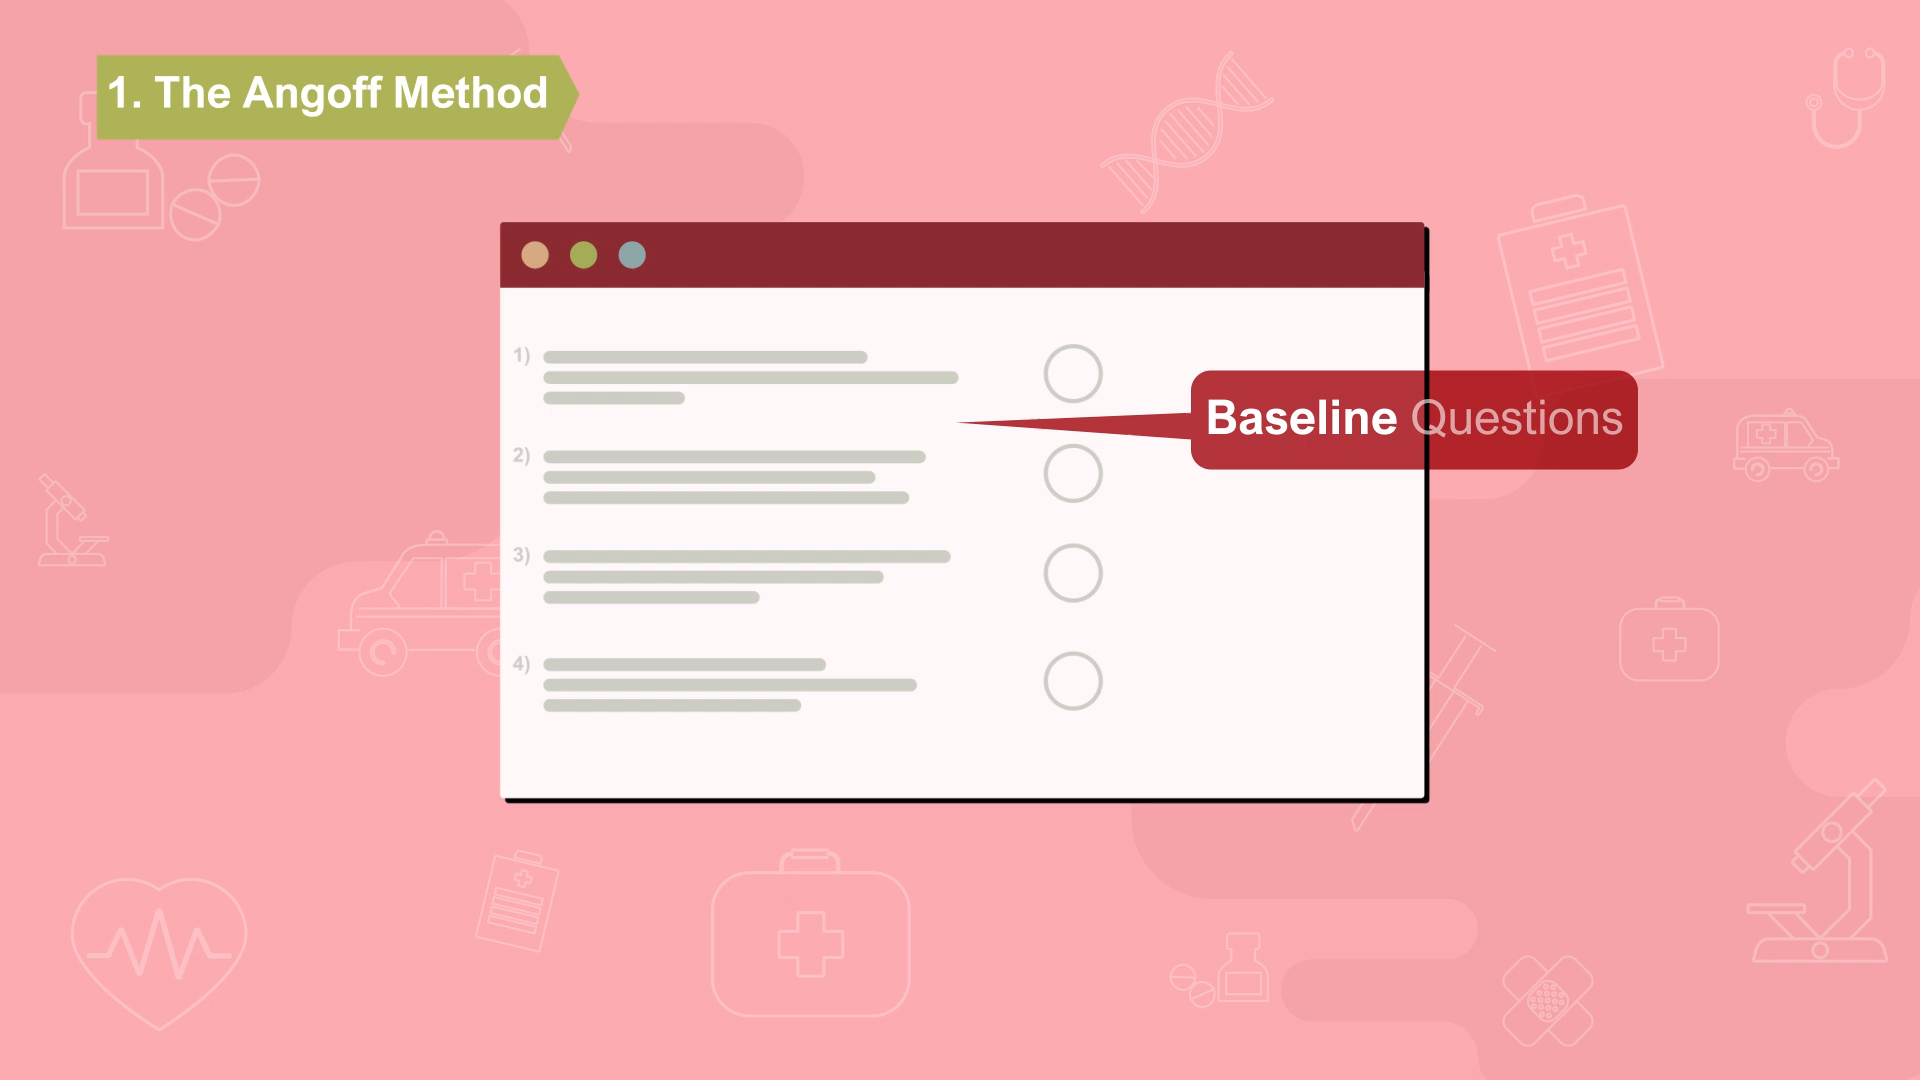 1. The Angoff Method
1)
Baseline Questions
2)
3)
4)